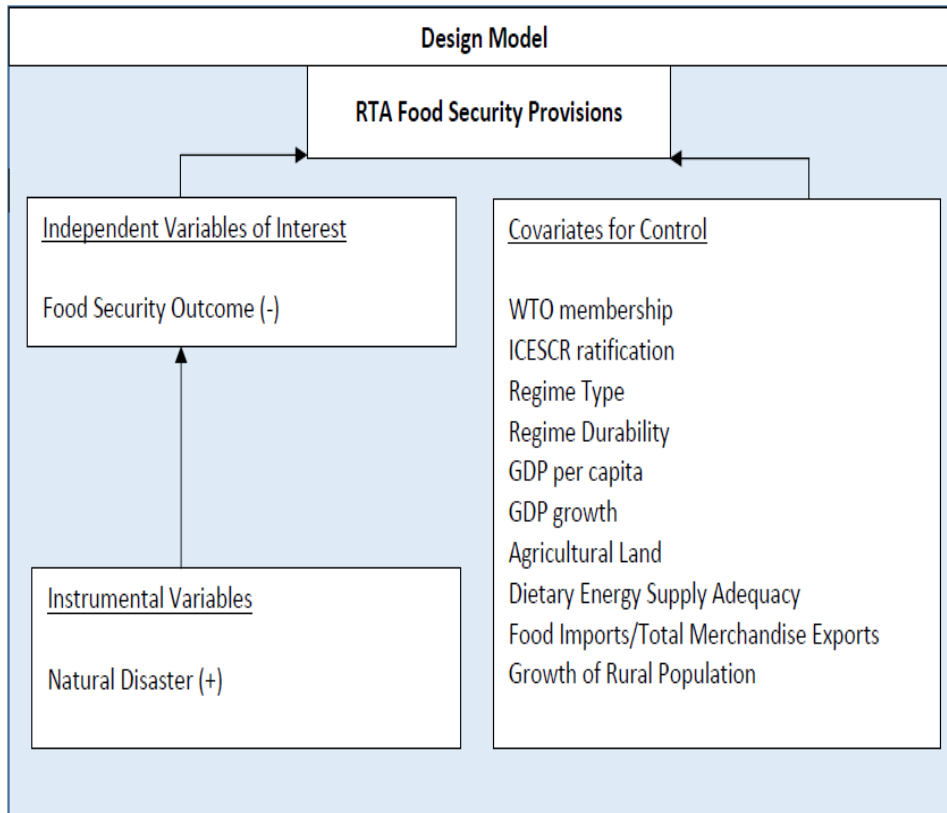 Design Model
RTA Food Security Provisions
Independent Variables of Interest
Food Security Outcome (-)
Instrumental Variables
Natural Disaster (+)
Covariates for Control
WTO membership
ICESCR ratification
Regime Type
Regime Durability
GDP per capita
GDP growth
Agricultural Land
Dietary Energy Supply Adequacy
Food Imports/Total Merchandise Exports
Growth of Rural Population